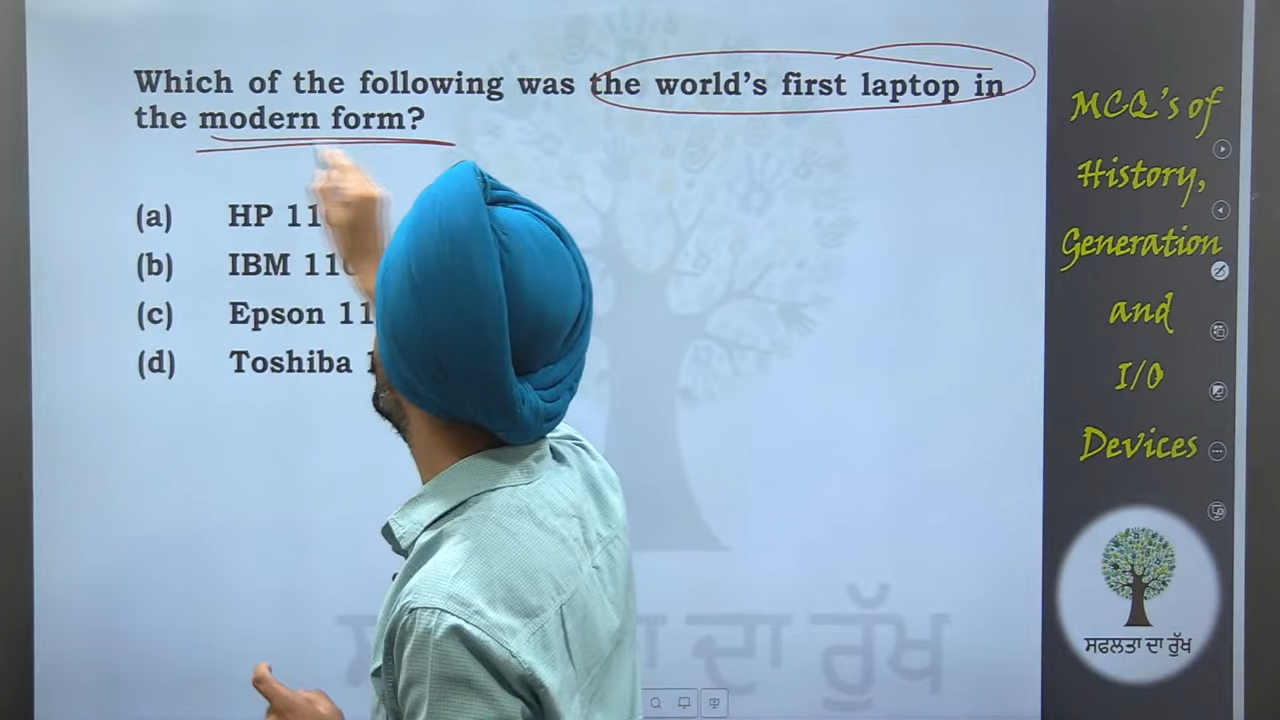 Which of the following was the world's first laptop in
the modern form?
(a) HP
(b) IBM
(c) Epson
(d) Toshiba
MCQ's of
History,
Generation
and
I/O
Devices
ਸਫਲਤਾ ਦਾ ਰੁੱਖ
ਦਾ ਰੁੱਖ